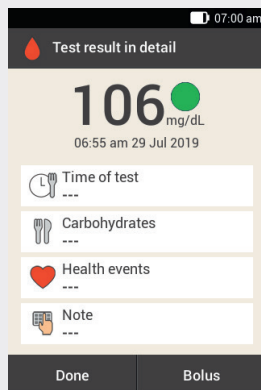 07:00 am
Test result in detail
106
mg/dL
06:55 am 29 Jul 2019
Time of test
---
Carbohydrates
---
Health events
---
Note
---
Done Bolus